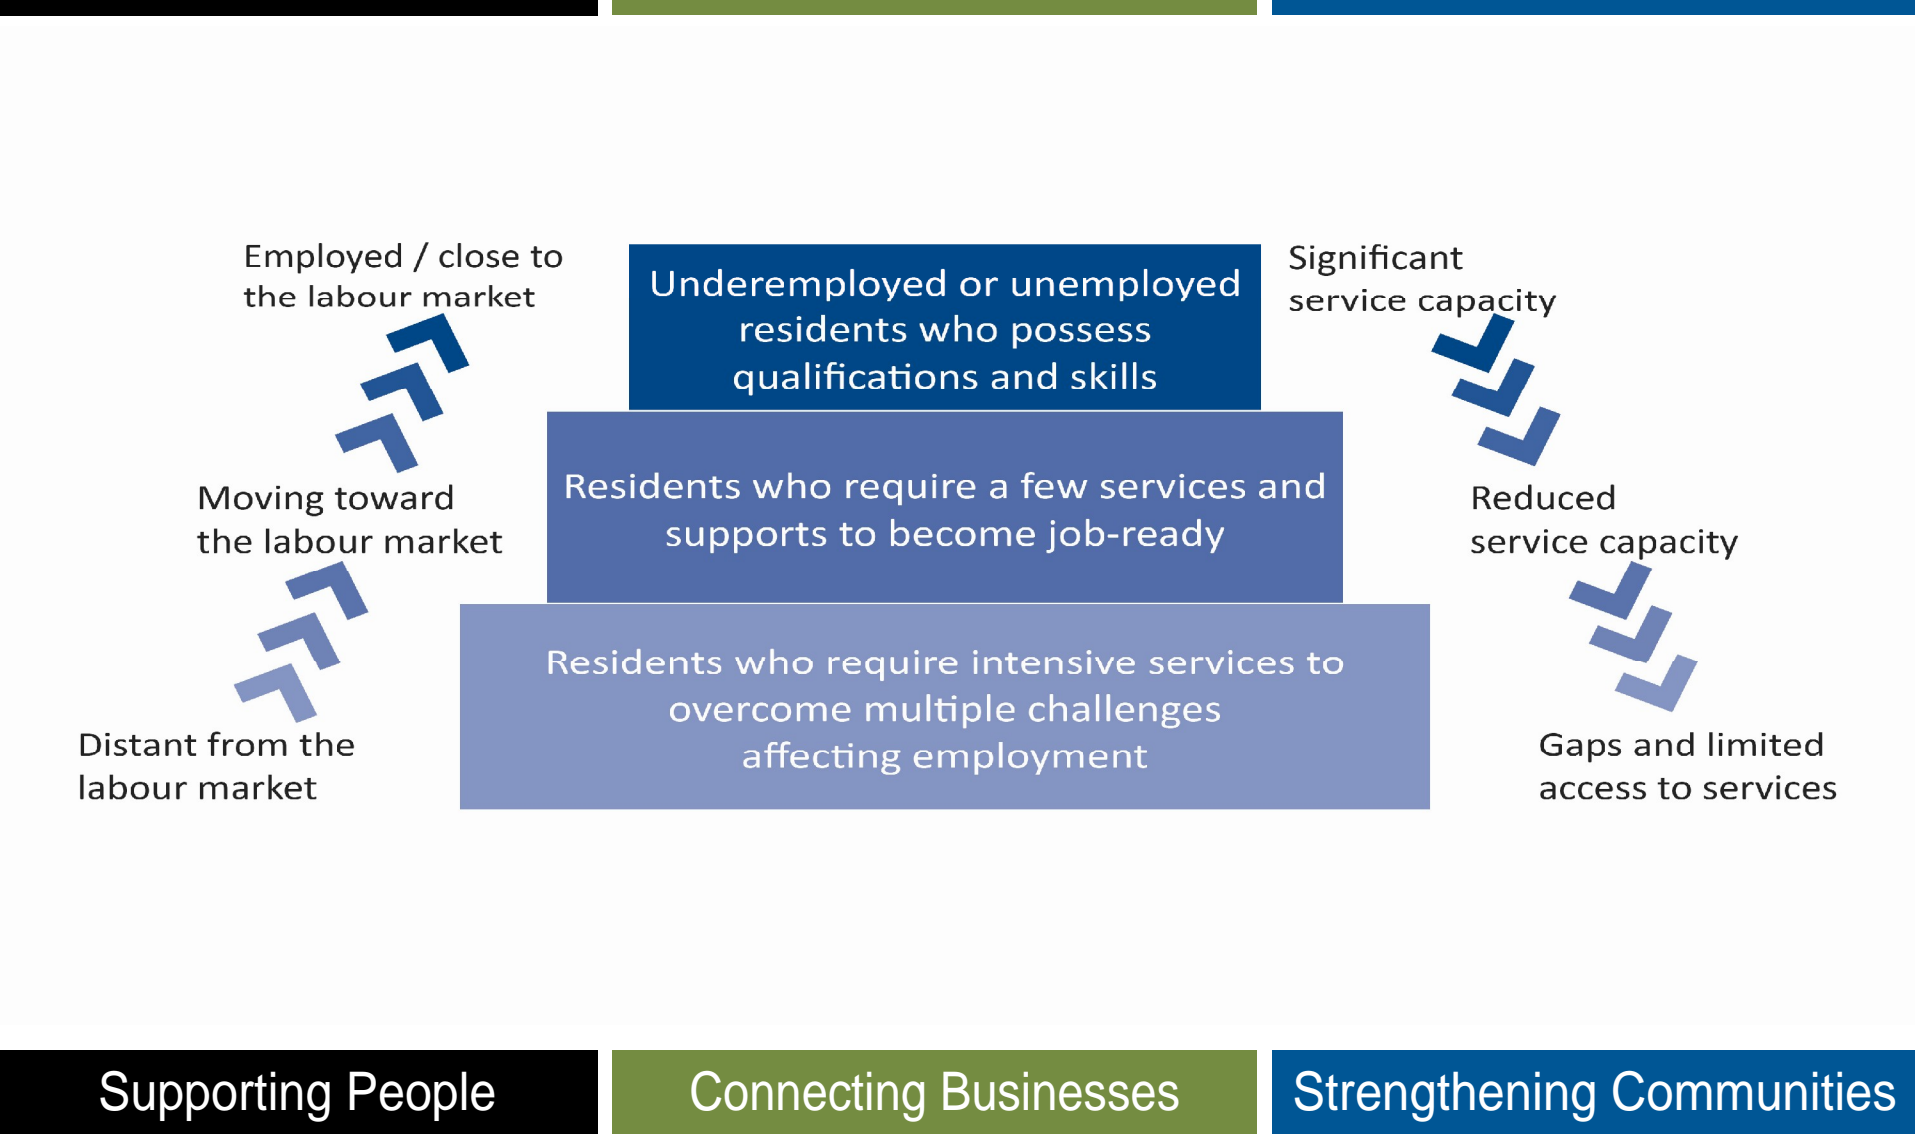 Employed / close to
the labour market
Underemployed or unemployed
residents who possess
qualifications and skills
Significant
service capacity
Moving toward
the labour market
Residents who require a few services and
supports to become job-ready
Reduced
service capacity
Residents who require intensive services to
overcome multiple challenges
affecting employment
Distant from the
labour market
Gaps and limited
access to services
Supporting People
Connecting Businesses
Strengthening Communities